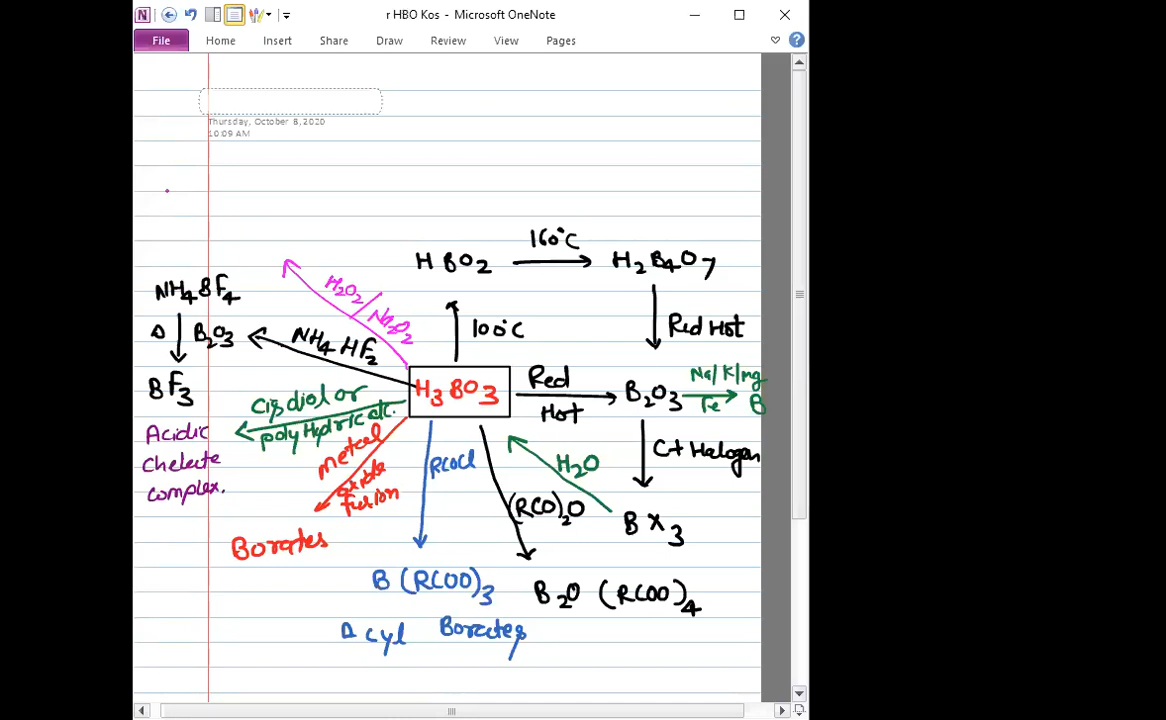 r HBO Kos - Microsoft OneNote
File Home Insert Share Draw Review View Pages
Thursday, October 8, 2020
10:09 AM
HBO2 160°C H2B4O7
H2O2/Na2O2
NH4BF4
Δ B2O3
NH4HF2
100°C
Red Hot
BF3
H3BO3
Red Hot
B2O3
Na/K/mg
Fe
B
Cis diol or
polyHydric alc.
Acidic
Chelate
complex.
metal
oxide
fusion
Borates
RCOCl
H2O
C+Halogen
(RCO)2O
BX3
B(RCOO)3
B2O(RCOO)4
Acyl Borates